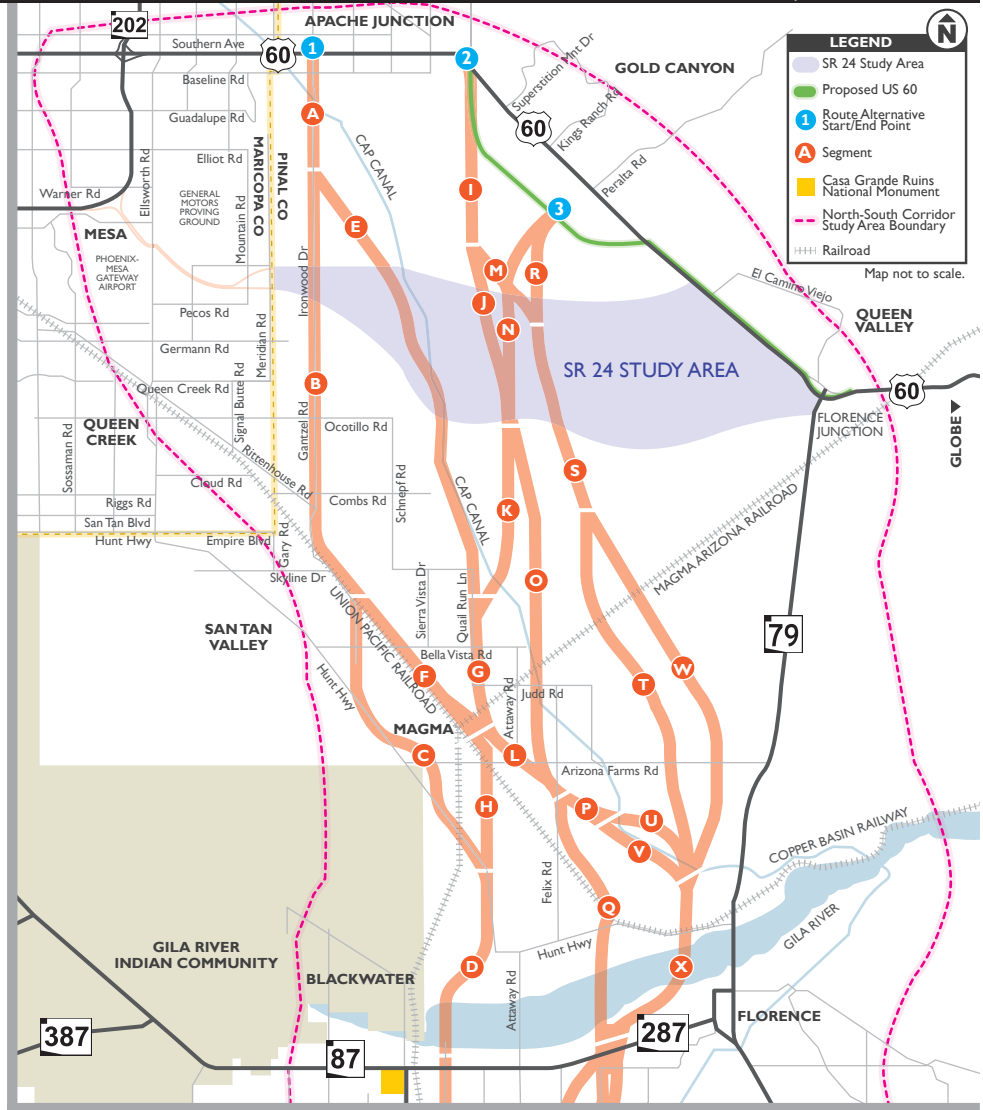 APACHE JUNCTION
202
Southern Ave
60
1
2
N
LEGEND
SR 24 Study Area
Proposed US 60
1
Route Alternative
Start/End Point
A
Segment
Casa Grande Ruins
National Monument
North-South Corridor
Study Area Boundary
Railroad
Map not to scale.
Superstition Mnt Dr
GOLD CANYON
Baseline Rd
A
Guadalupe Rd
60
Kings Ranch Rd
CAP CANAL
Elliot Rd
MARICOPA CO
PINAL CO
Peralta Rd
Ellsworth Rd
Warner Rd
GENERAL
MOTORS
PROVING
GROUND
Mountain Rd
I
3
E
MESA
PHOENIX-
MESA
GATEWAY
AIRPORT
Ironwood Dr
M
R
El Camino Viejo
J
QUEEN
VALLEY
Pecos Rd
N
Meridian Rd
Germann Rd
SR 24 STUDY AREA
B
Queen Creek Rd
Signal Butte Rd
60
GLOBE
FLORENCE
JUNCTION
QUEEN
CREEK
Gantzel Rd
Ocotillo Rd
Sossaman Rd
Rittenhouse Rd
S
Cloud Rd
Schnepf Rd
Combs Rd
CAP CANAL
Riggs Rd
K
San Tan Blvd
Hunt Hwy
Empire Blvd
Gary Rd
MAGMA ARIZONA RAILROAD
Skyline Dr
O
Sierra Vista Dr
Quail Run Ln
UNION PACIFIC RAILROAD
SAN TAN
VALLEY
79
Bella Vista Rd
Hunt Hwy
F
G
T
W
Attaway Rd
Judd Rd
MAGMA
C
L
Arizona Farms Rd
H
P
U
V
COPPER BASIN RAILWAY
Felix Rd
Q
GILA RIVER
Hunt Hwy
GILA RIVER
INDIAN COMMUNITY
BLACKWATER
D
X
Attaway Rd
FLORENCE
387
287
87